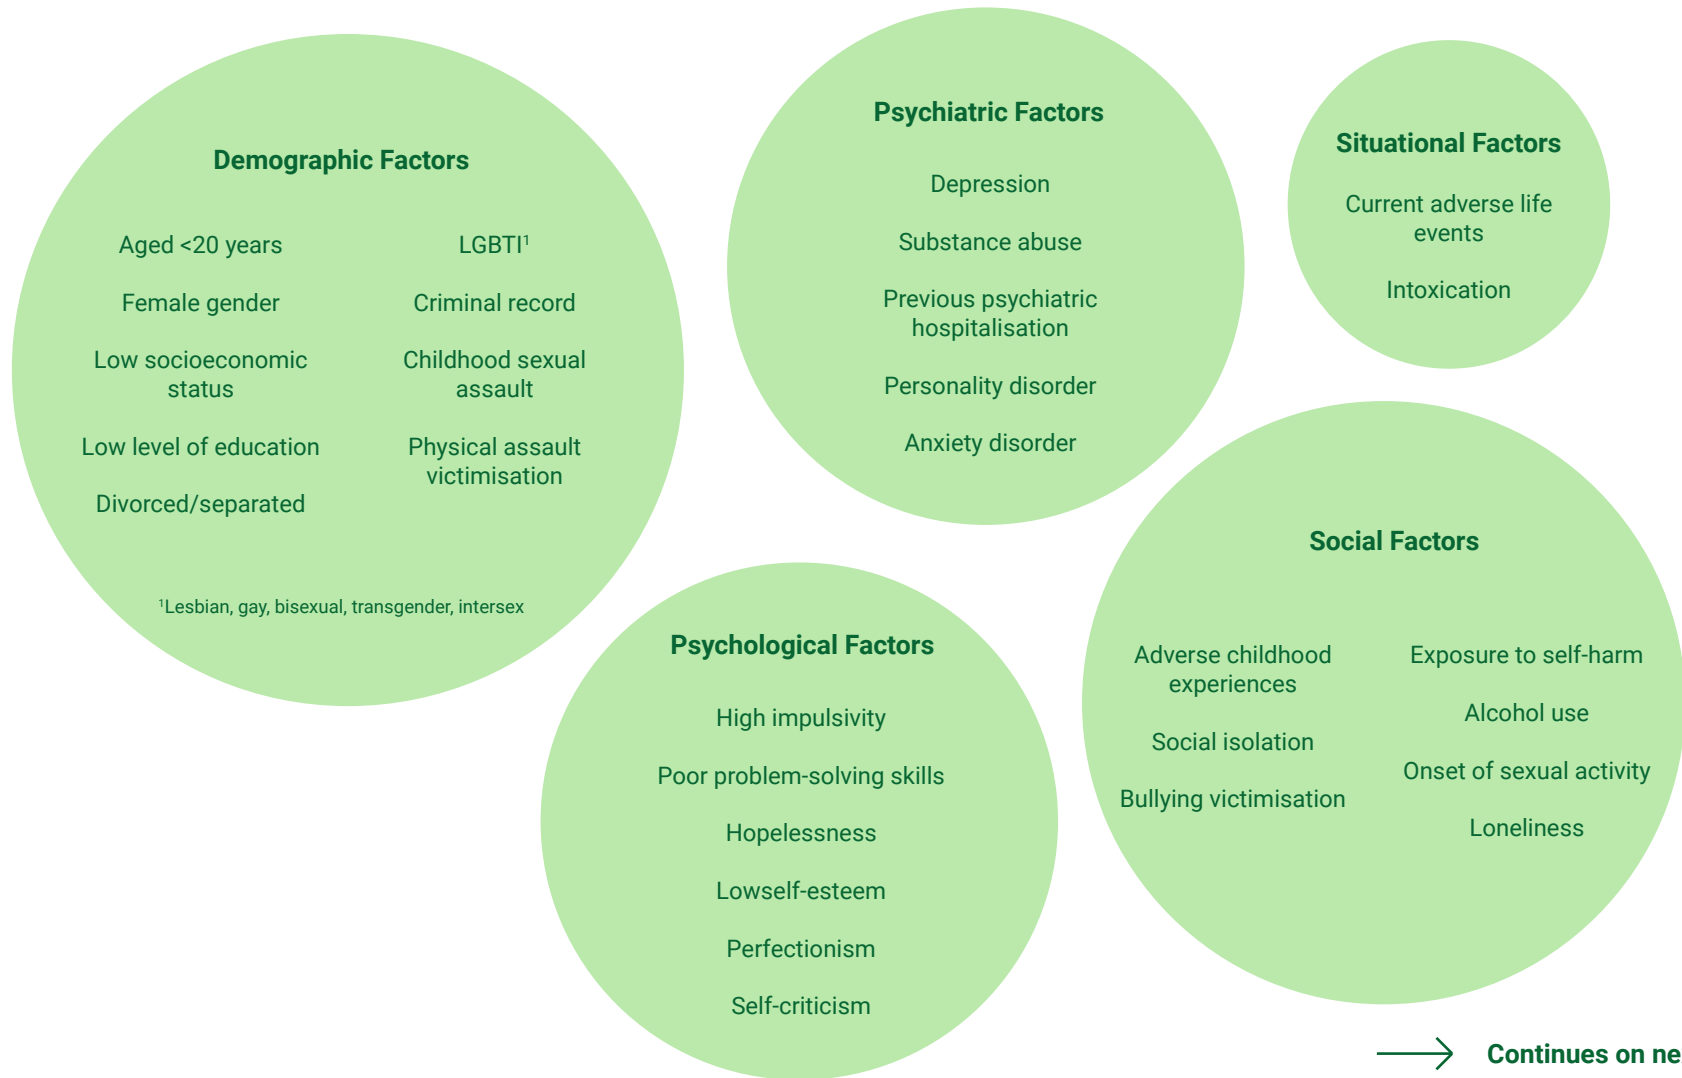 Demographic Factors
Aged <20 years
Female gender
Low socioeconomic
status
Low level of education
Divorced/separated
LGBTI¹
Criminal record
Childhood sexual
assault
Physical assault
victimisation
¹Lesbian, gay, bisexual, transgender, intersex
Psychiatric Factors
Depression
Substance abuse
Previous psychiatric
hospitalisation
Personality disorder
Anxiety disorder
Situational Factors
Current adverse life
events
Intoxication
Psychological Factors
High impulsivity
Poor problem-solving skills
Hopelessness
Lowself-esteem
Perfectionism
Self-criticism
Social Factors
Adverse childhood
experiences
Social isolation
Bullying victimisation
Exposure to self-harm
Alcohol use
Onset of sexual activity
Loneliness
Continues on ne